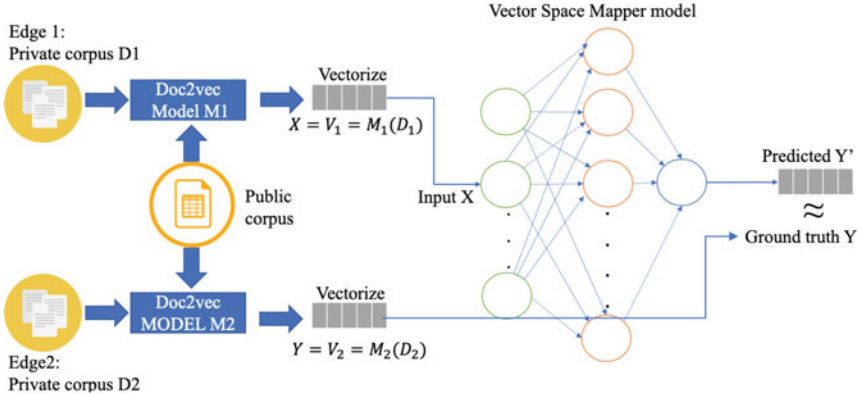 Vector Space Mapper model
Edge 1:
Private corpus D1
Doc2vec
Model M1
Vectorize
X = V₁ = M₁(D₁)
Input X
Predicted Y’
≈
Ground truth Y
Public
corpus
Doc2vec
MODEL M2
Vectorize
Y = V₂ = M₂(D₂)
Edge2:
Private corpus D2